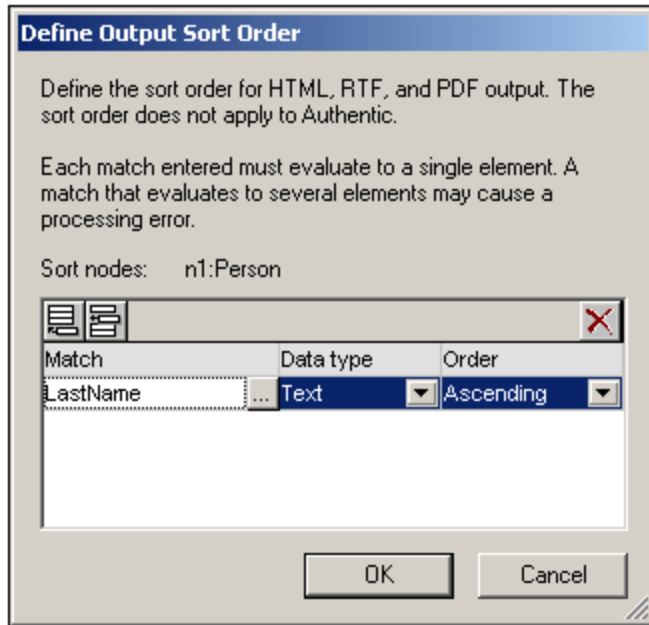 Define Output Sort Order
Define the sort order for HTML, RTF, and PDF output. The
sort order does not apply to Authentic.
Each match entered must evaluate to a single element. A
match that evaluates to several elements may cause a
processing error.
Sort nodes: n1:Person
Match Data type Order
LastName ... Text Ascending
OK Cancel